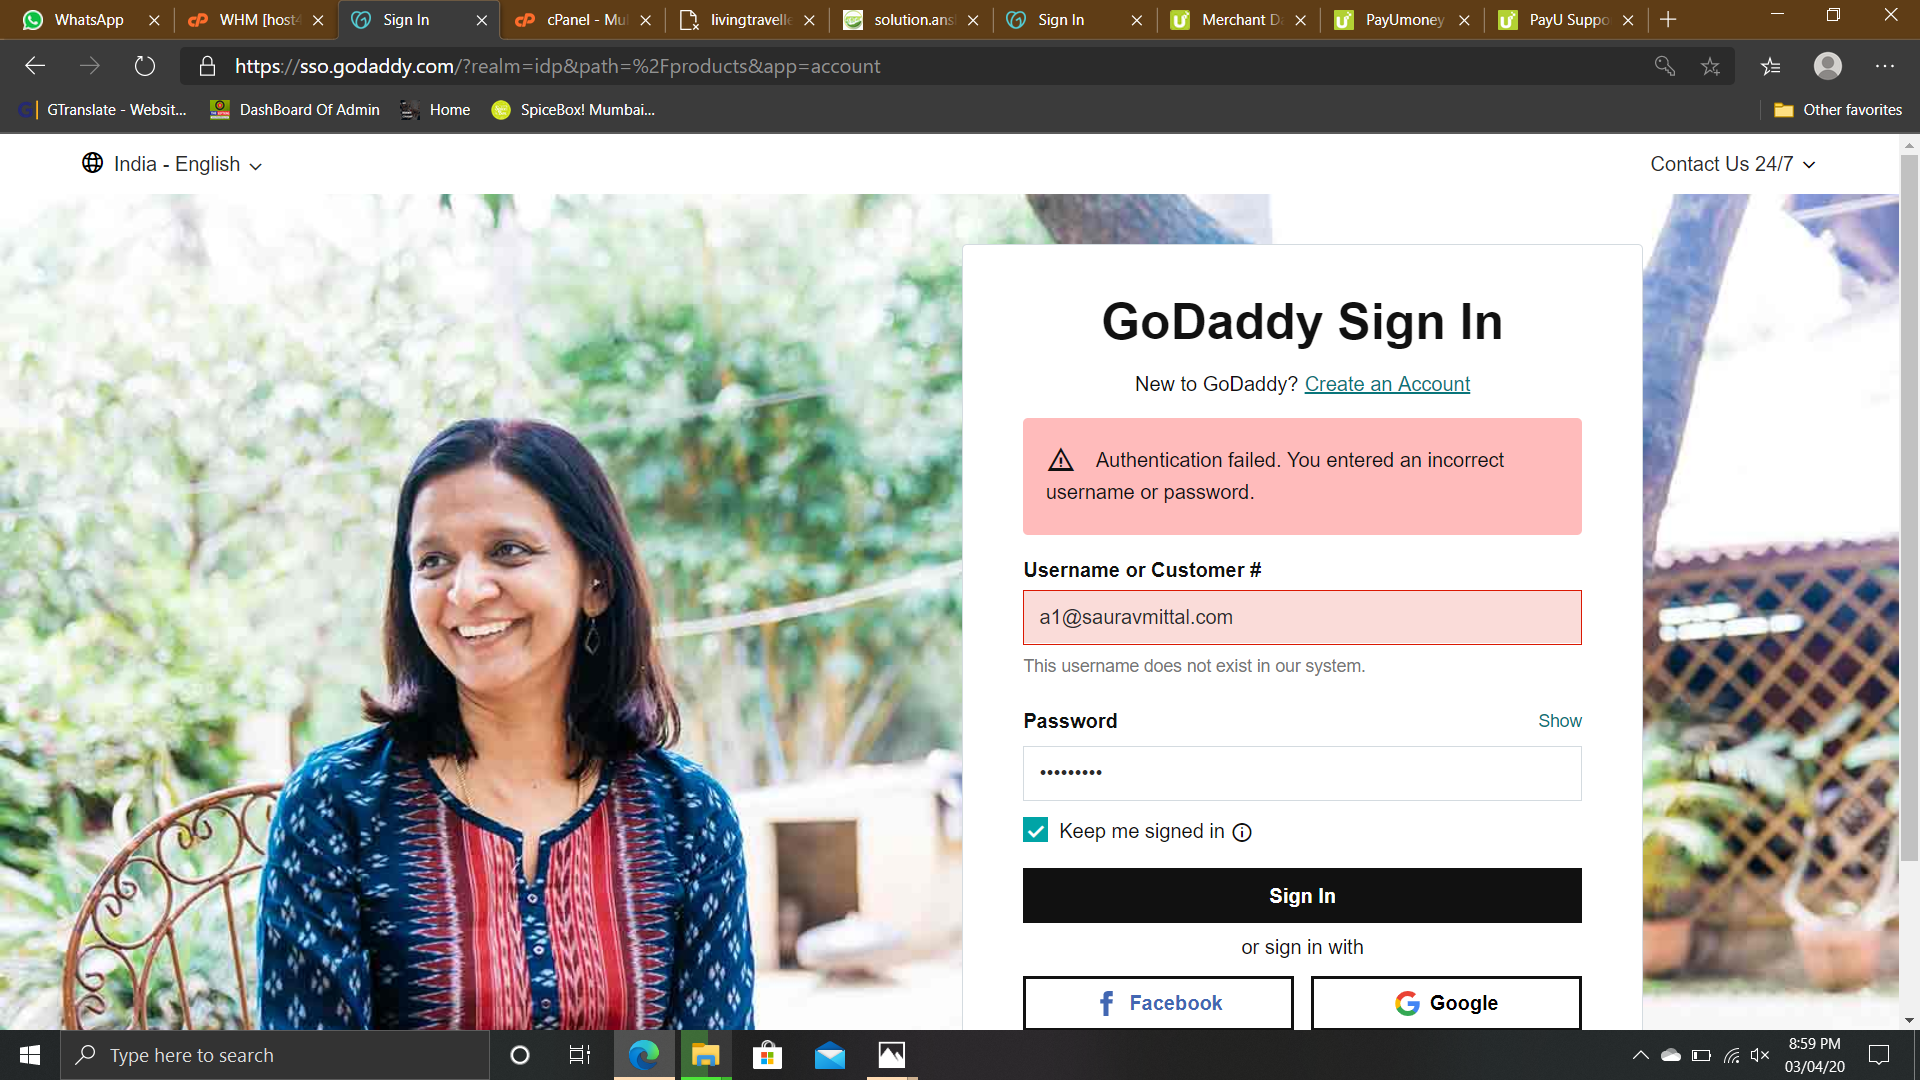 WhatsApp
WHM [host4
Sign In
cPanel - Mu
livingtravelle
solution.ans
Sign In
Merchant D
PayUmoney
PayU Suppo
https://sso.godaddy.com/?realm=idp&path=%2Fproducts&app=account
GTranslate - Websit...
DashBoard Of Admin
Home
SpiceBox! Mumbai...
Other favorites
India - English
Contact Us 24/7
GoDaddy Sign In
New to GoDaddy? Create an Account
Authentication failed. You entered an incorrect
username or password.
Username or Customer #
a1@sauravmittal.com
This username does not exist in our system.
Password
Show
•••••••••
Keep me signed in
Sign In
or sign in with
Facebook
Google
Type here to search
8:59 PM
03/04/20